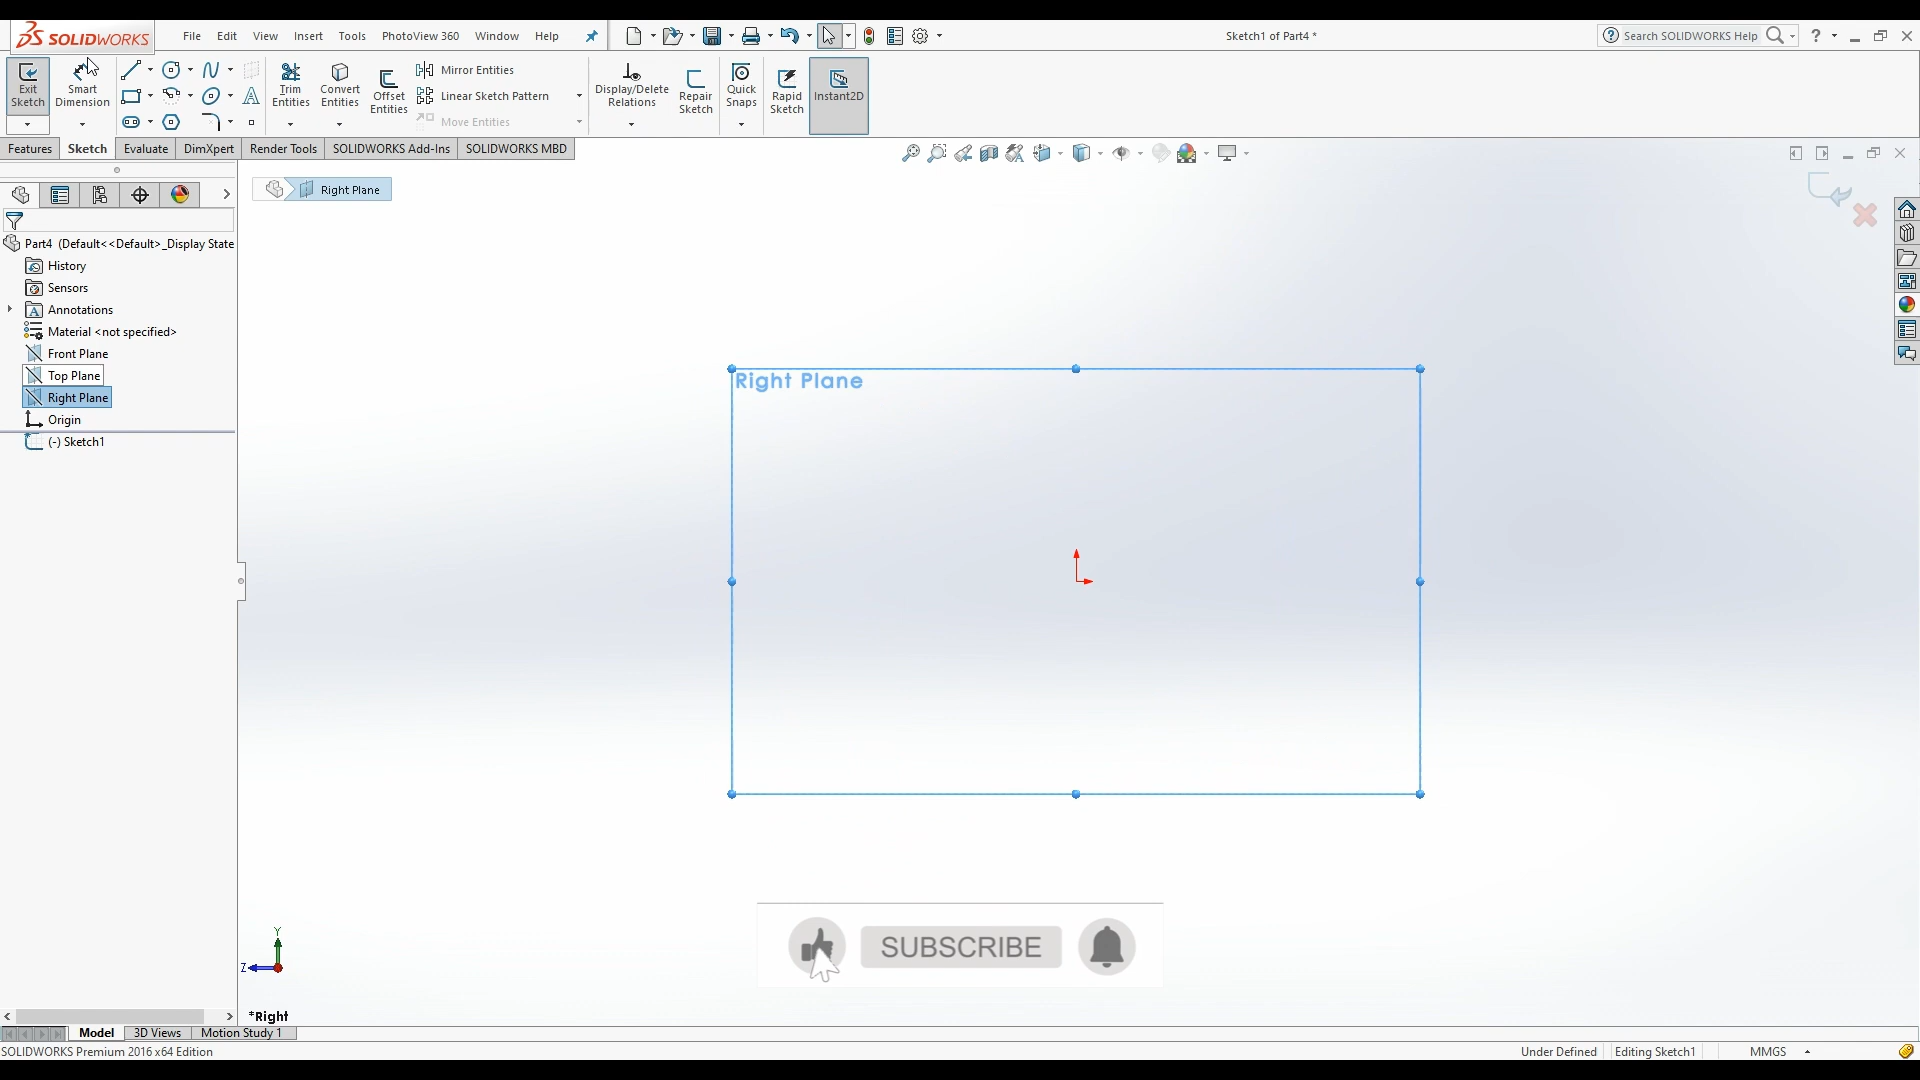 SOLIDWORKS
File Edit View Insert Tools PhotoView 360 Window Help
Sketch1 of Part4 *
Search SOLIDWORKS Help
Exit Sketch
Smart Dimension
Trim Entities
Convert Entities
Offset Entities
Mirror Entities
Linear Sketch Pattern
Move Entities
Display/Delete Relations
Repair Sketch
Quick Snaps
Rapid Sketch
Instant2D
Features Sketch Evaluate DimXpert Render Tools SOLIDWORKS Add-Ins SOLIDWORKS MBD
Right Plane
Part4 (Default<<Default>_Display State
History
Sensors
Annotations
Material <not specified>
Front Plane
Top Plane
Right Plane
Origin
(-) Sketch1
Right Plane
SUBSCRIBE
Y
Z
*Right
Model 3D Views Motion Study 1
SOLIDWORKS Premium 2016 x64 Edition
Under Defined Editing Sketch1 MMGS